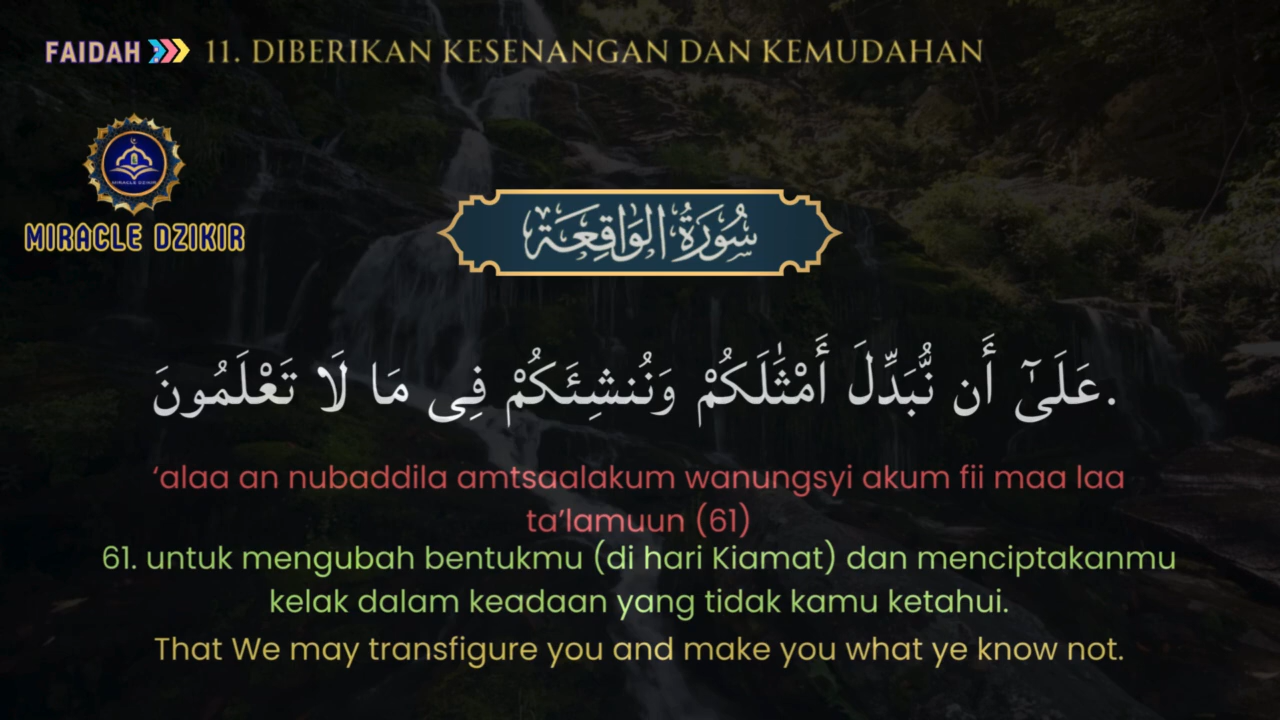 FAIDAH 11. DIBERIKAN KESENANGAN DAN KEMUDAHAN
MIRACLE DZIKIR
MIRACLE DZIKIR
سُورَةُ الوَاقِعَة
عَلَىٰٓ أَن نُّبَدِّلَ أَمْثَٰلَكُمْ وَنُنشِئَكُمْ فِى مَا لَا تَعْلَمُونَ.
‘alaa an nubaddila amtsaalakum wanungsyi akum fii maa laa
ta’lamuun (61)
61. untuk mengubah bentukmu (di hari Kiamat) dan menciptakanmu
kelak dalam keadaan yang tidak kamu ketahui.
That We may transfigure you and make you what ye know not.